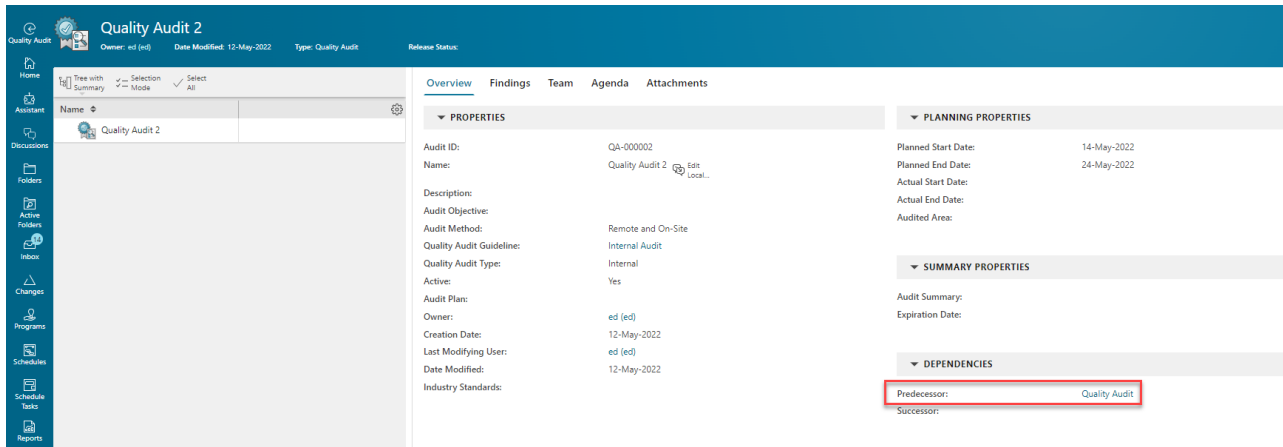 Quality Audit 2
Owner: ed (ed) Date Modified: 12-May-2022 Type: Quality Audit Release Status:
Quality Audit
Home
Assistant
Discussions
Folders
Active
Folders
14
Inbox
Changes
Programs
Schedules
Schedule
Tasks
Reports
Tree with
Summary
Selection
Mode
Select
All
Name
Quality Audit 2
Overview Findings Team Agenda Attachments
PROPERTIES
Audit ID: QA-000002
Name: Quality Audit 2 Edit
Local...
Description:
Audit Objective:
Audit Method: Remote and On-Site
Quality Audit Guideline: Internal Audit
Quality Audit Type: Internal
Active: Yes
Audit Plan:
Owner: ed (ed)
Creation Date: 12-May-2022
Last Modifying User: ed (ed)
Date Modified: 12-May-2022
Industry Standards:
PLANNING PROPERTIES
Planned Start Date: 14-May-2022
Planned End Date: 24-May-2022
Actual Start Date:
Actual End Date:
Audited Area:
SUMMARY PROPERTIES
Audit Summary:
Expiration Date:
DEPENDENCIES
Predecessor: Quality Audit
Successor: